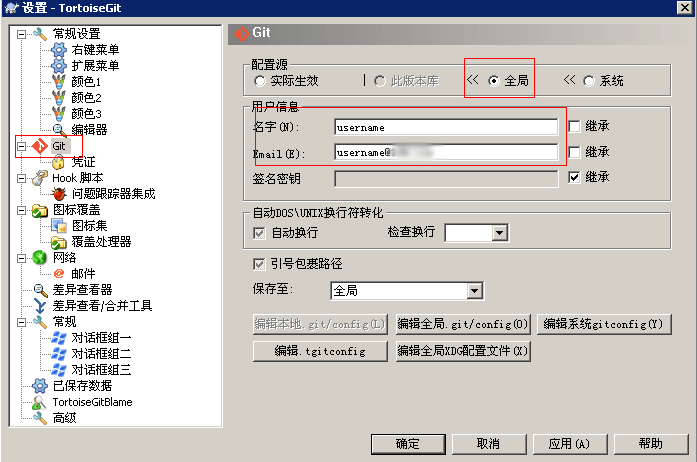 设置 - TortoiseGit
常规设置
右键菜单
扩展菜单
颜色1
颜色2
颜色3
编辑器
Git
凭证
Hook 脚本
问题跟踪器集成
图标覆盖
图标集
覆盖处理器
网络
邮件
差异查看器
差异查看/合并工具
常规
对话框组一
对话框组二
对话框组三
已保存数据
TortoiseGitBlame
高级
Git
配置源
实际生效 | 此版本库 << 全局 << 系统
用户信息
名字(N): username 继承
Email(E): username@ 继承
签名密钥 继承
自动DOS\UNIX换行符转化
自动换行 检查换行
引号包裹路径
保存至: 全局
编辑本地.git/config(L) 编辑全局.git/config(O) 编辑系统gitconfig(Y)
编辑.tgitconfig 编辑全局XDG配置文件(X)
确定 取消 应用(A) 帮助